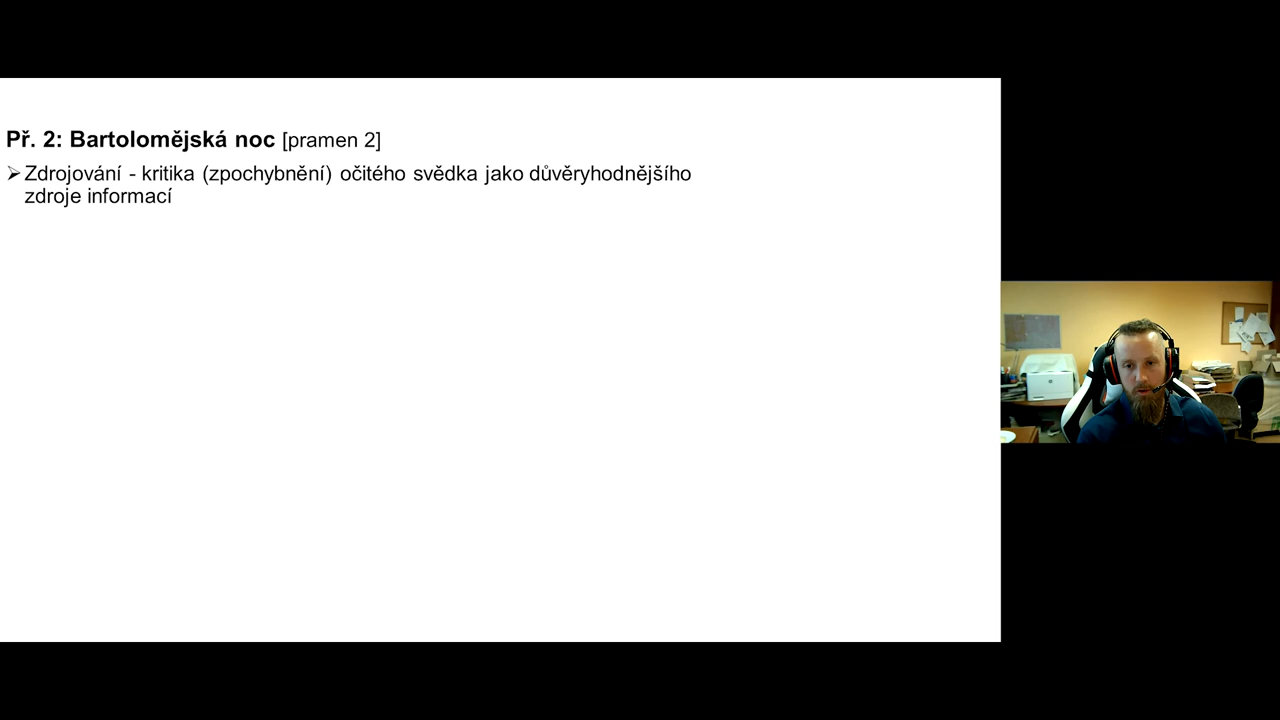 Př. 2: Bartolomějská noc [pramen 2]
➢Zdrojování - kritika (zpochybnění) očitého svědka jako důvěryhodnějšího
zdroje informací